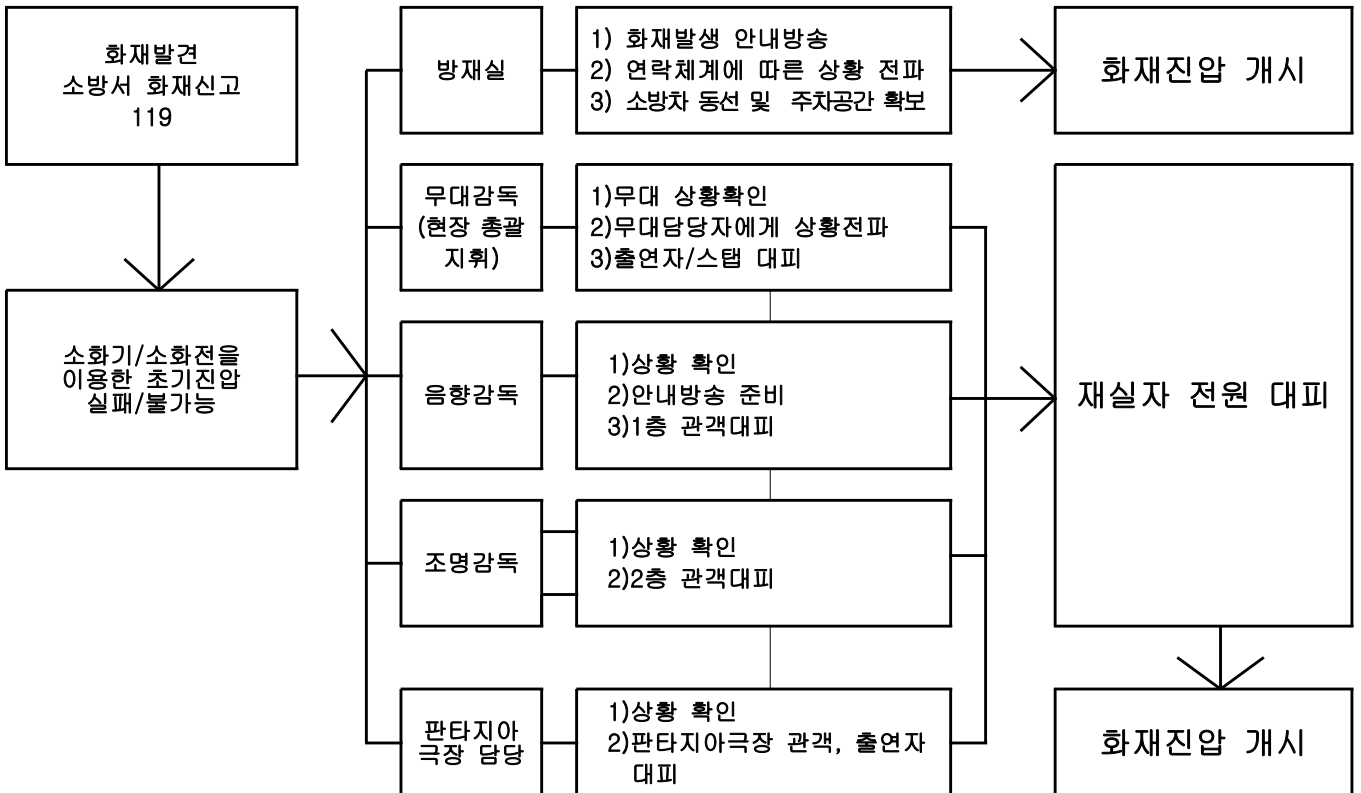 화재발견
소방서 화재신고
119
소화기/소화전을
이용한 초기진압
실패/불가능
방재실
1) 화재발생 안내방송
2) 연락체계에 따른 상황 전파
3) 소방차 동선 및 주차공간 확보
화재진압 개시
무대감독
(현장 총괄
지휘)
1)무대 상황확인
2)무대담당자에게 상황전파
3)출연자/스탭 대피
음향감독
1)상황 확인
2)안내방송 준비
3)1층 관객대피
조명감독
1)상황 확인
2)2층 관객대피
판타지아
극장 담당
1)상황 확인
2)판타지아극장 관객, 출연자
대피
재실자 전원 대피
화재진압 개시